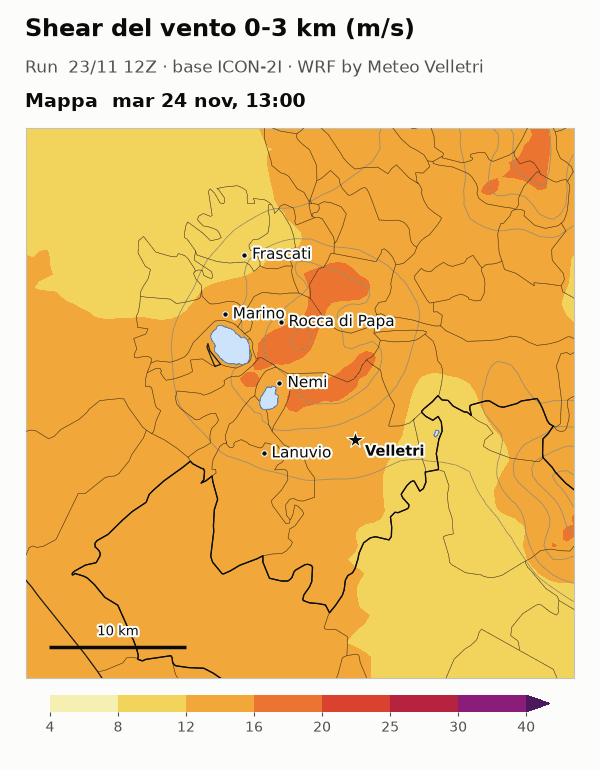 Shear del vento 0-3 km (m/s)
Run  23/11 12Z · base ICON-2I · WRF by Meteo Velletri
Mappa  mar 24 nov, 13:00
Frascati
Marino
Rocca di Papa
Nemi
Velletri
Lanuvio
10 km
4 8 12 16 20 25 30 40